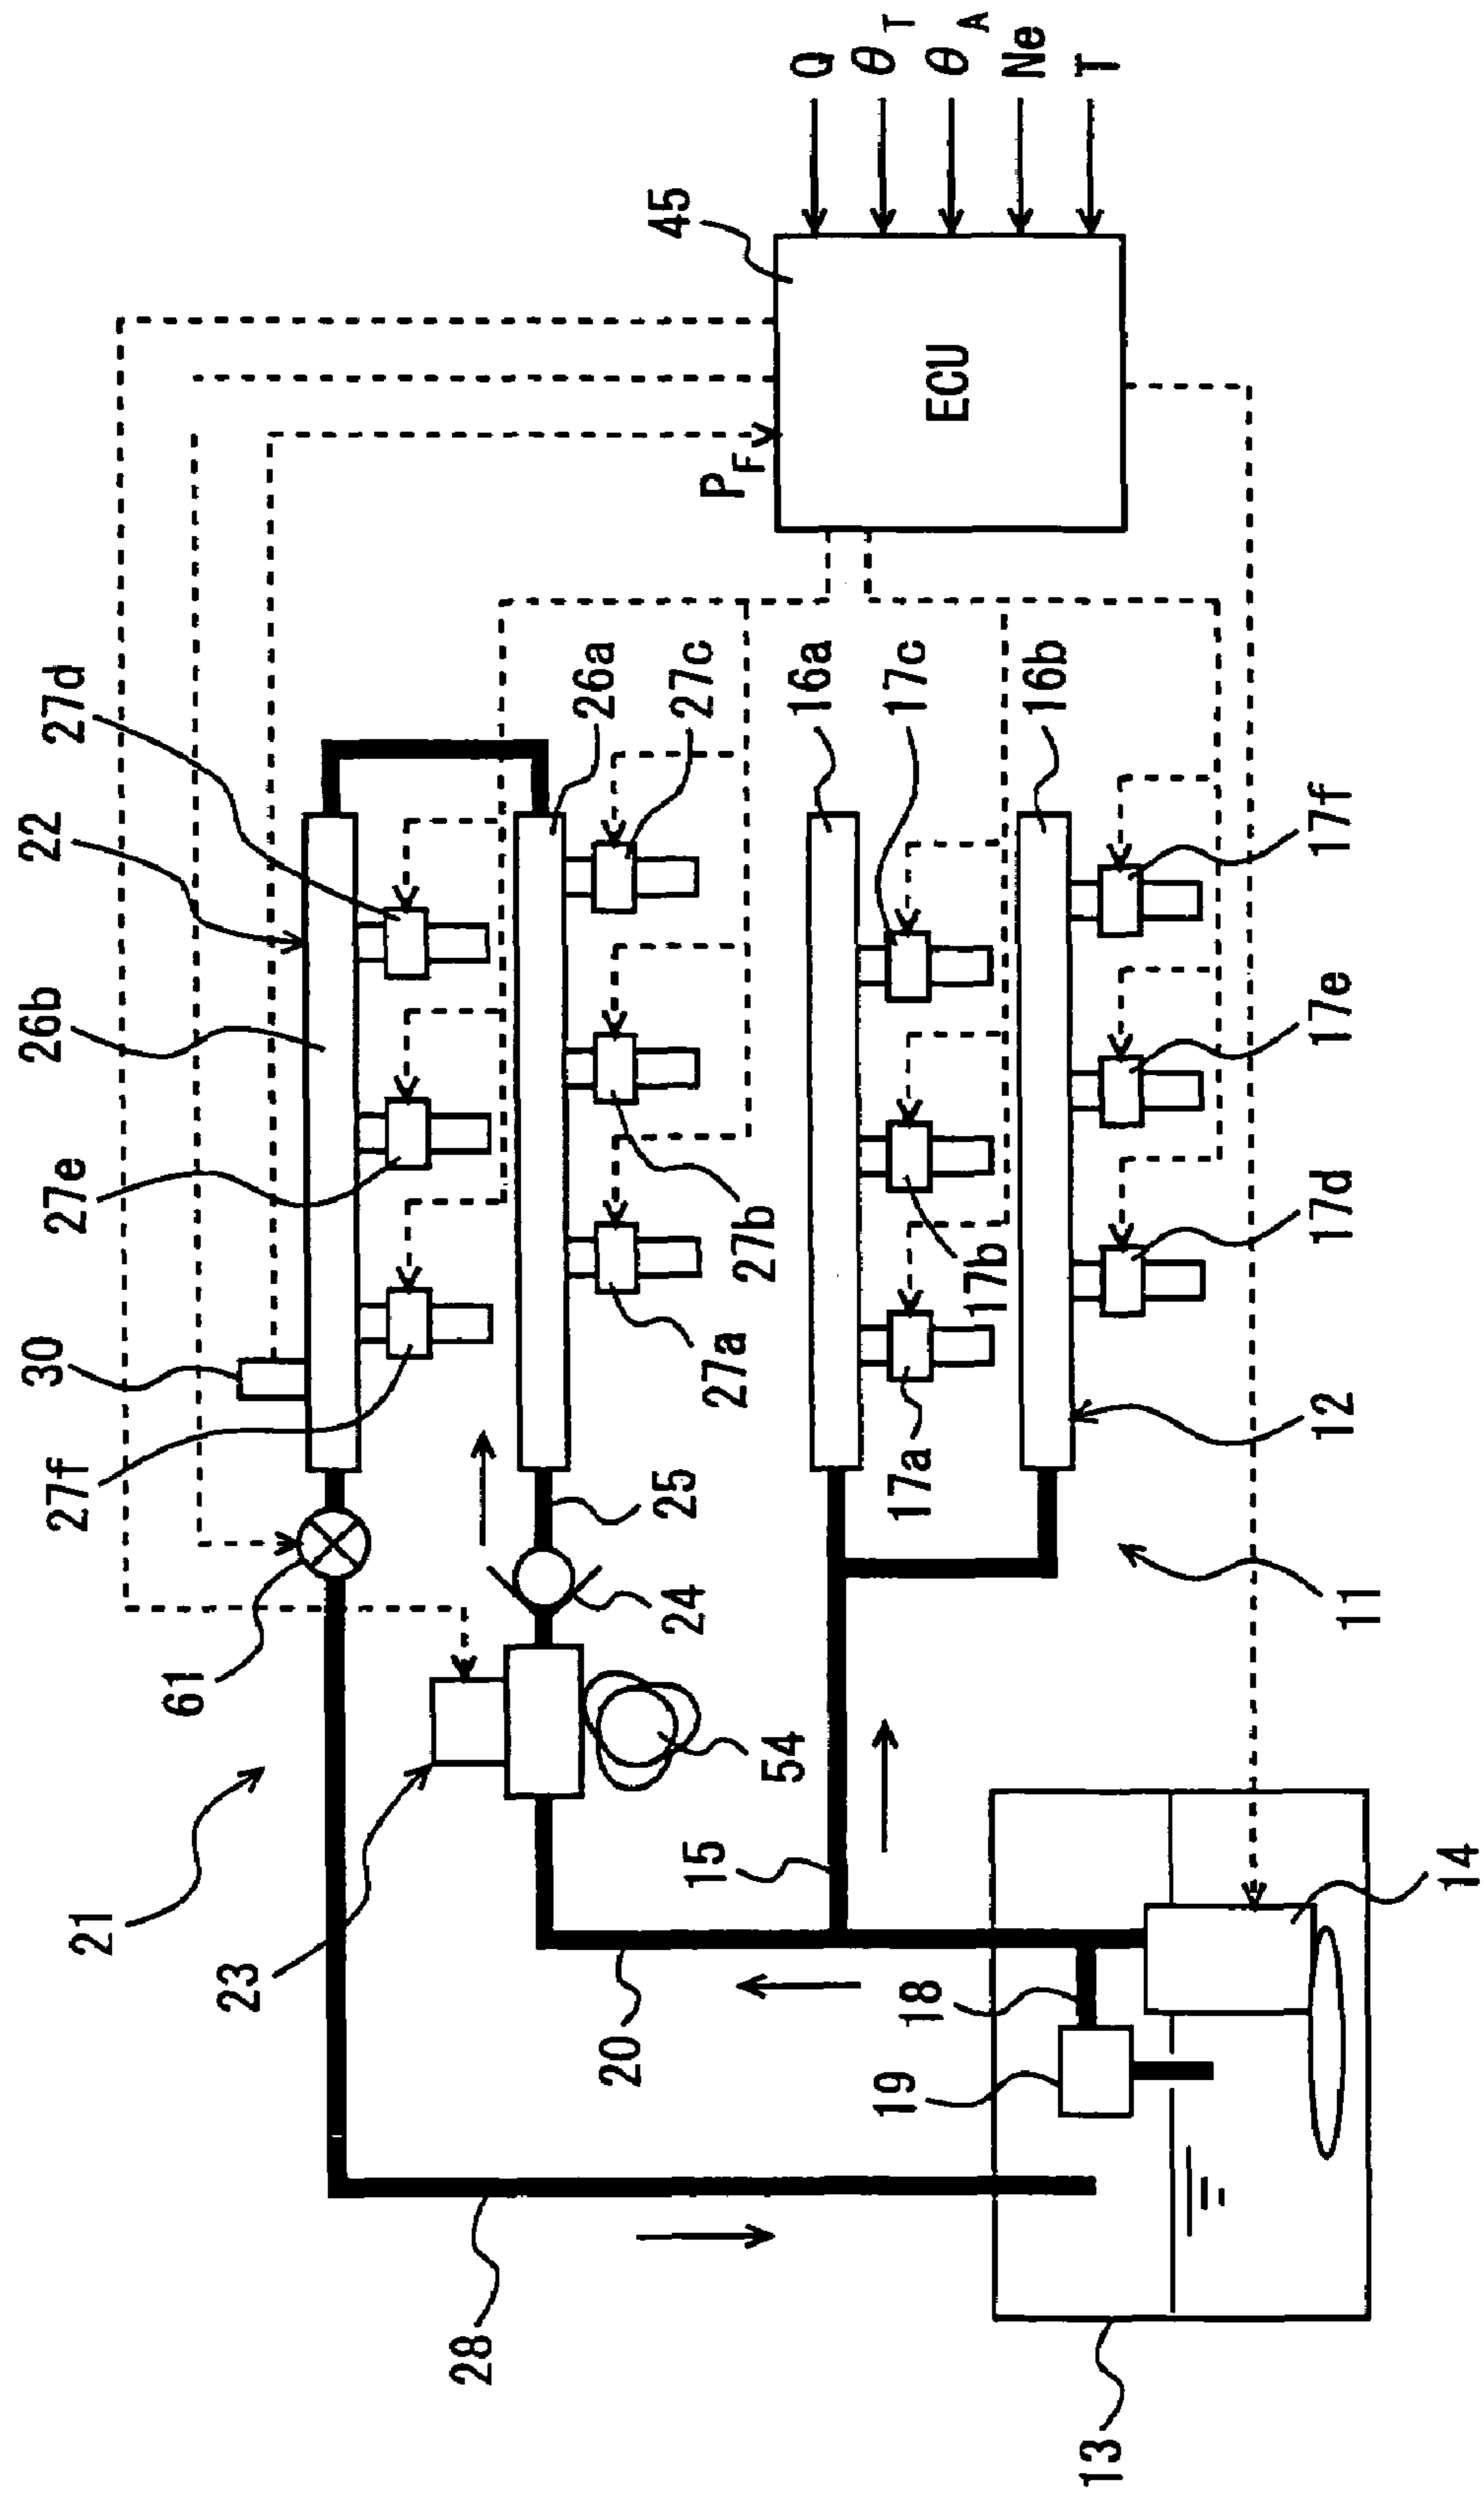 21
23
61
27f
30
27e
26b
22
27d
28
20
54
24
25
27a
27b
27c
26a
15
17a
17b
17c
16a
16b
13
19
18
14
11
12
17d
17e
17f
PF
45
ECU
Q
θT
θA
Ne
T